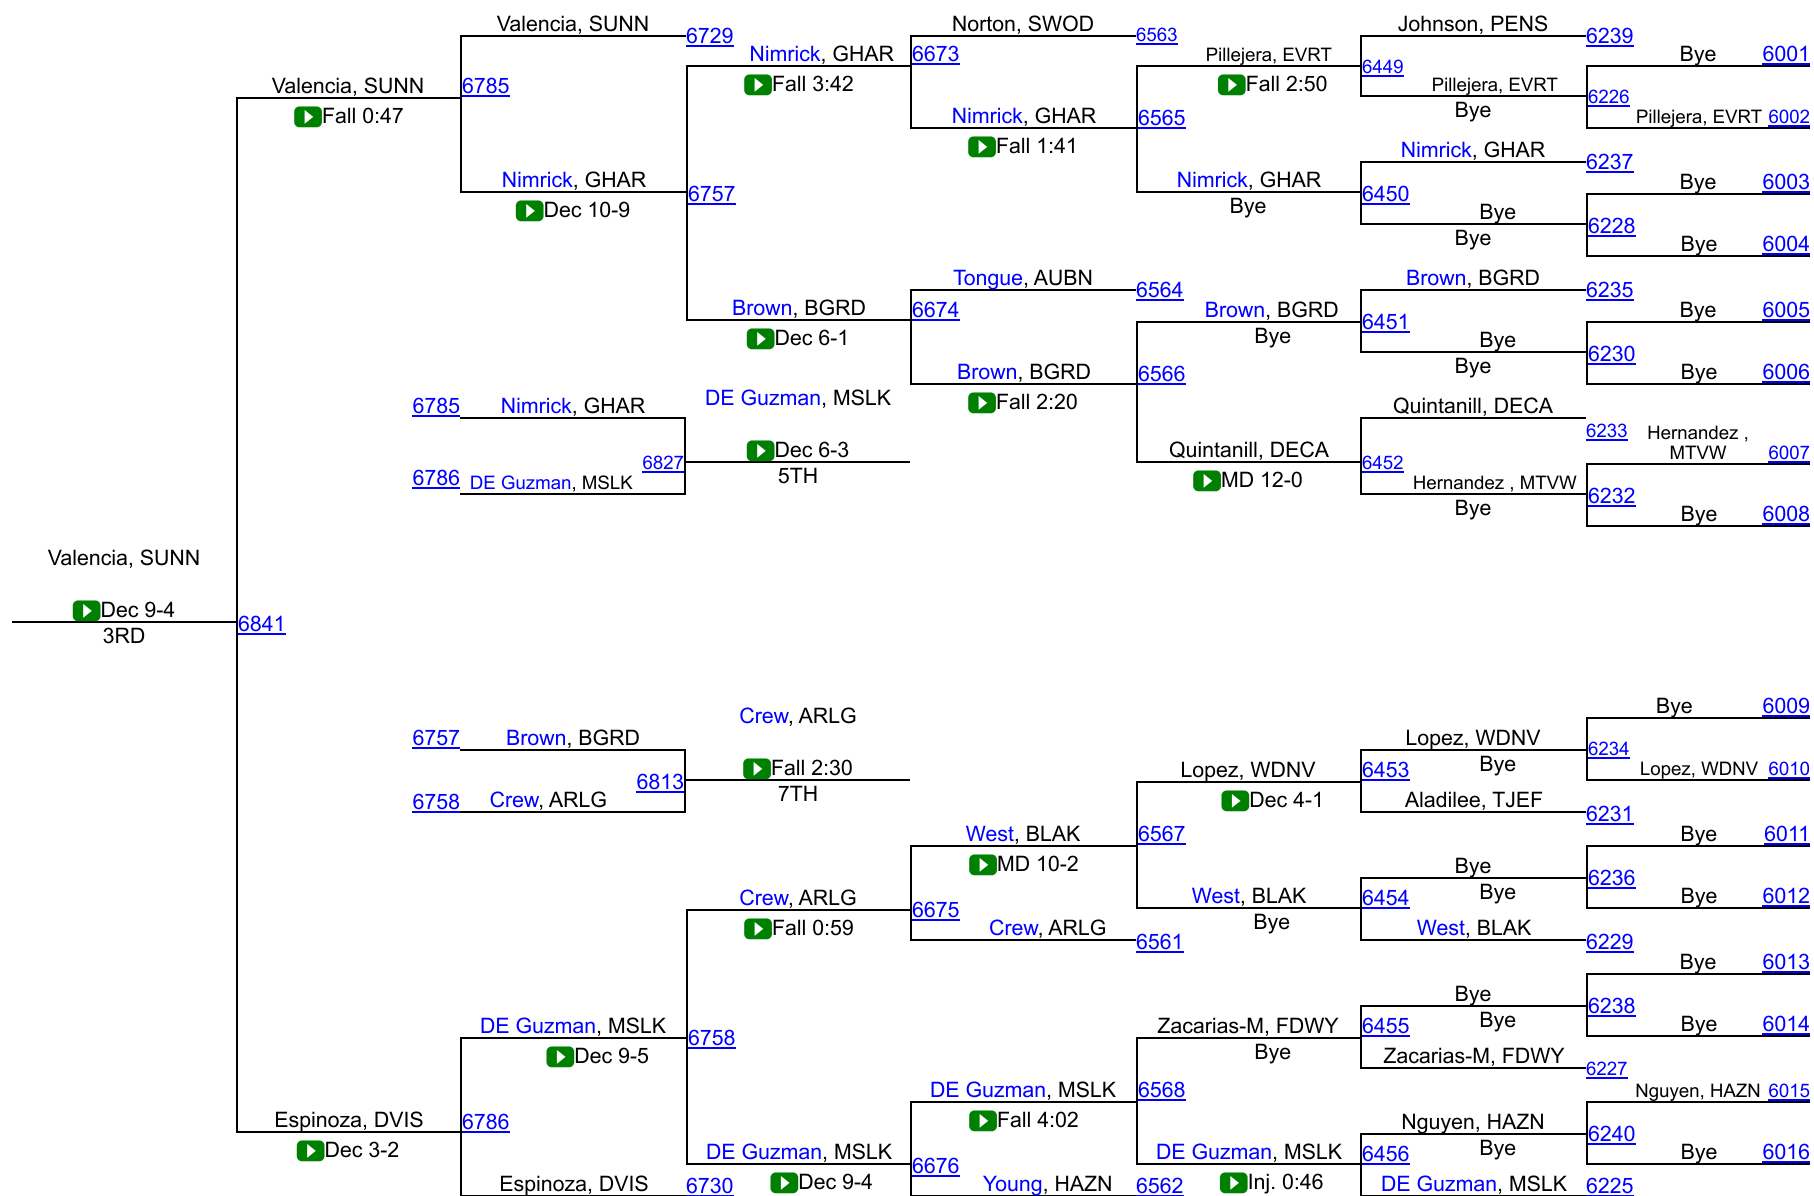 Valencia, SUNN
6729
Norton, SWOD
6563
Johnson, PENS
6239
Nimrick, GHAR
6673
Pillejera, EVRT
6449
Bye
6001
Valencia, SUNN
6785
Fall 3:42
Fall 2:50
Pillejera, EVRT
6226
Fall 0:47
Nimrick, GHAR
6565
Bye
Pillejera, EVRT
6002
Fall 1:41
Nimrick, GHAR
6237
Nimrick, GHAR
6757
Nimrick, GHAR
6450
Bye
6003
Dec 10-9
Bye
Bye
6228
Bye
Bye
6004
Tongue, AUBN
6564
Brown, BGRD
6235
Brown, BGRD
6674
Brown, BGRD
6451
Bye
6005
Dec 6-1
Bye
Bye
6230
Bye
Brown, BGRD
6566
Bye
6006
6785
Nimrick, GHAR
DE Guzman, MSLK
Fall 2:20
Quintanill, DECA
6233
Hernandez ,
MTVW
6007
Dec 6-3
Quintanill, DECA
6452
6827
5TH
MD 12-0
Hernandez , MTVW
6232
6786
DE Guzman, MSLK
Bye
Bye
6008
Valencia, SUNN
Dec 9-4
6841
3RD
Bye
6009
Crew, ARLG
6757
Brown, BGRD
Lopez, WDNV
6234
Bye
Fall 2:30
Lopez, WDNV
6453
Lopez, WDNV
6010
6813
7TH
6758
Crew, ARLG
Dec 4-1
Aladilee, TJEF
6231
West, BLAK
6567
Bye
6011
MD 10-2
Bye
6236
Bye
Crew, ARLG
6675
West, BLAK
6454
Bye
6012
Fall 0:59
Crew, ARLG
6561
Bye
West, BLAK
6229
Bye
6013
Bye
6238
DE Guzman, MSLK
6758
Zacarias-M, FDWY
6455
Bye
Bye
6014
Dec 9-5
Bye
Zacarias-M, FDWY
6227
DE Guzman, MSLK
6568
Nguyen, HAZN
6015
Espinoza, DVIS
6786
Fall 4:02
Nguyen, HAZN
6240
Dec 3-2
DE Guzman, MSLK
6676
DE Guzman, MSLK
6456
Bye
Bye
6016
Espinoza, DVIS
6730
Dec 9-4
Young, HAZN
6562
Inj. 0:46
DE Guzman, MSLK
6225